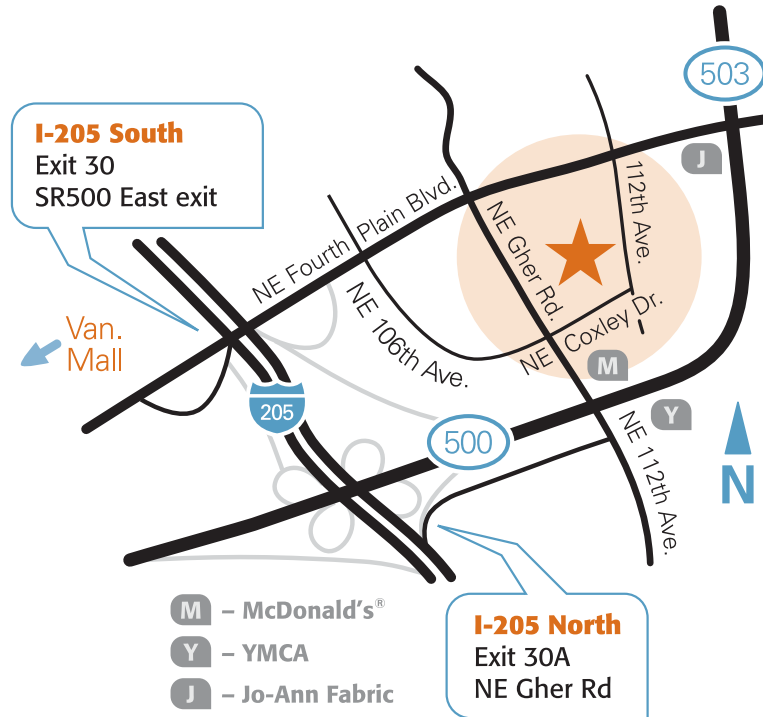 503
I-205 South
Exit 30
SR500 East exit
J
112th Ave.
NE Fourth Plain Blvd.
NE Gher Rd.
NE 106th Ave.
NE Coxley Dr.
Van.
Mall
M
205
Y
500
NE 112th Ave.
N
M – McDonald's®
Y – YMCA
J – Jo-Ann Fabric
I-205 North
Exit 30A
NE Gher Rd